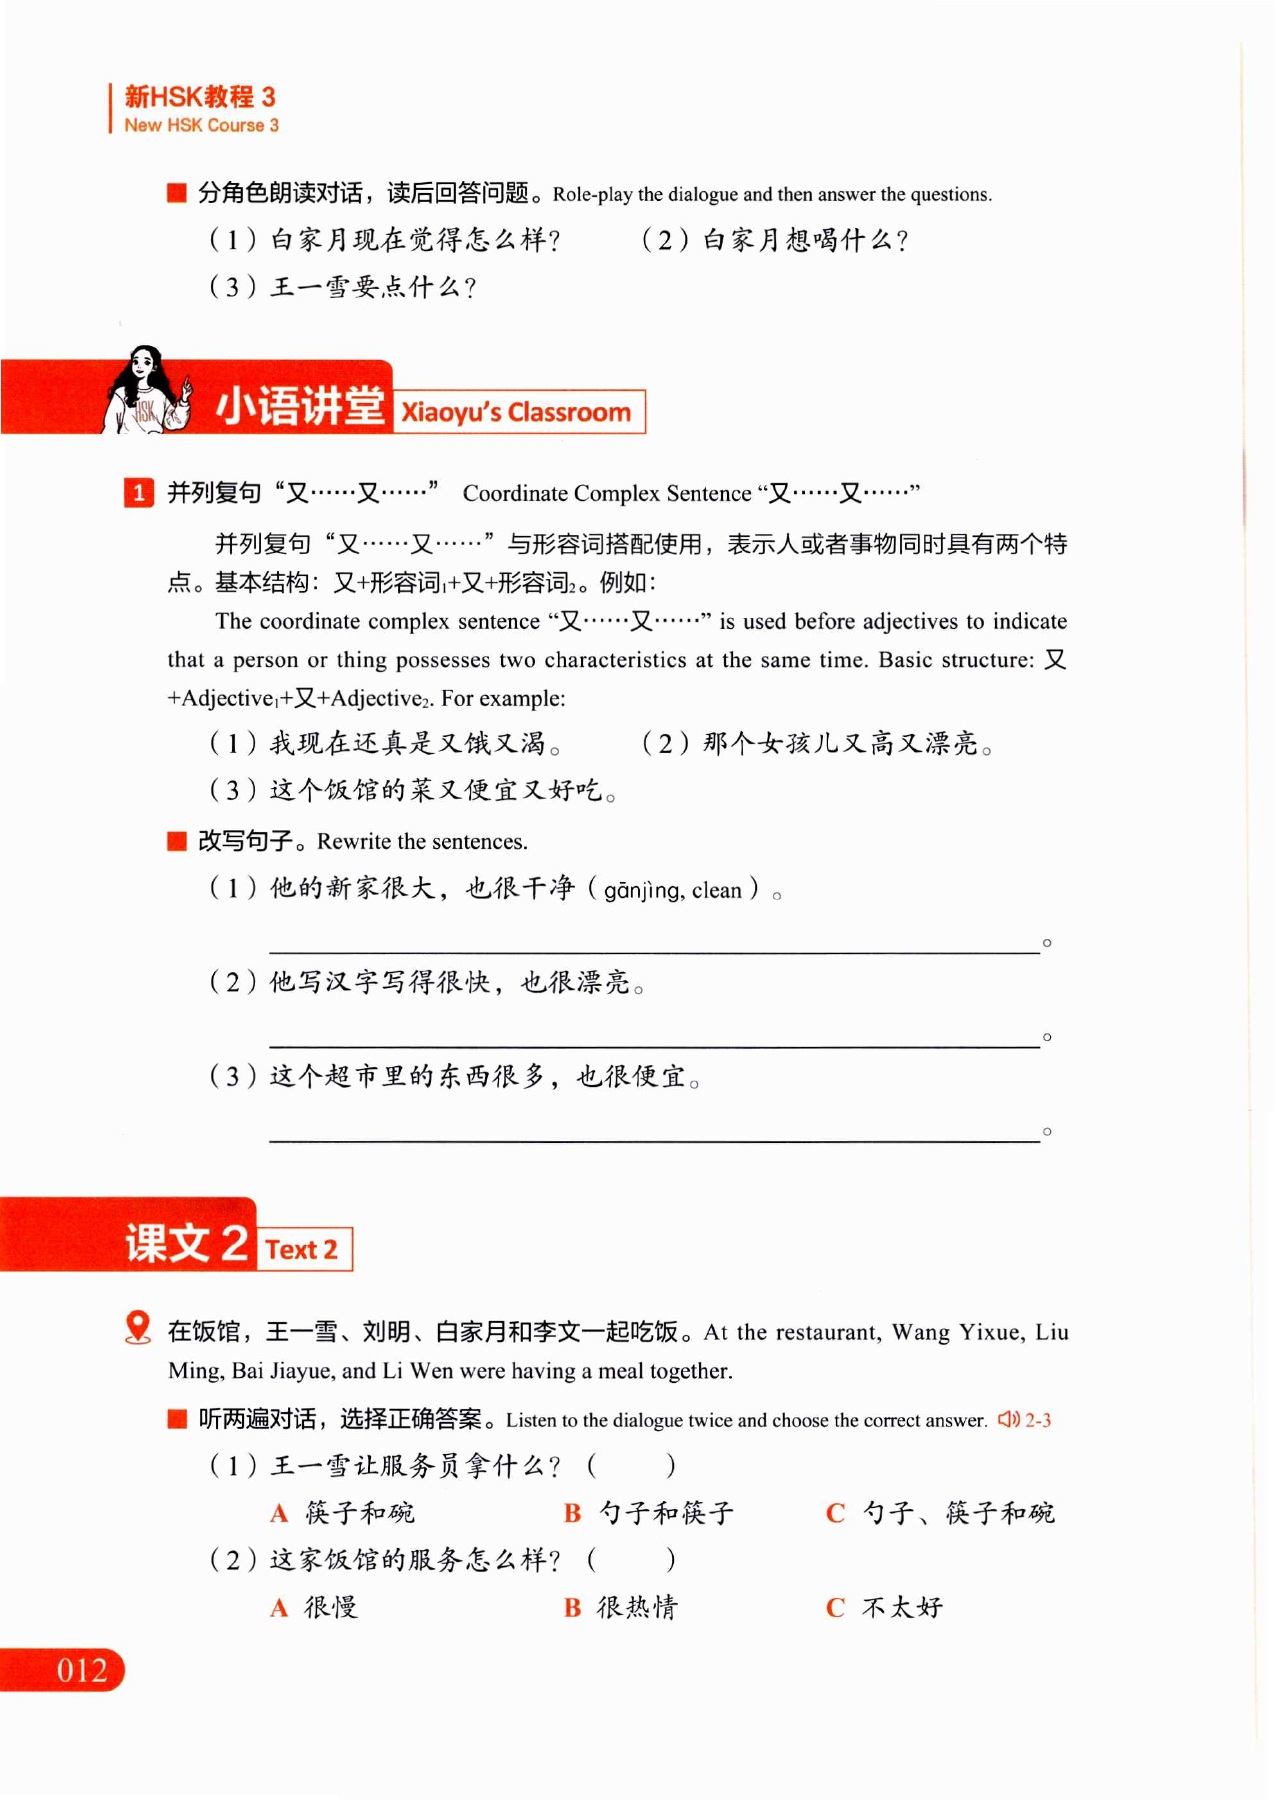 新HSK教程 3
New HSK Course 3
■ 分角色朗读对话，读后回答问题。Role-play the dialogue and then answer the questions.
（1）白家月现在觉得怎么样？ （2）白家月想喝什么？
（3）王一雪要点什么？
HSK
小语讲堂 Xiaoyu's Classroom
1 并列复句“又……又……” Coordinate Complex Sentence “又……又……”
并列复句“又……又……”与形容词搭配使用，表示人或者事物同时具有两个特
点。基本结构：又+形容词₁+又+形容词₂。例如：
The coordinate complex sentence “又……又……” is used before adjectives to indicate
that a person or thing possesses two characteristics at the same time. Basic structure: 又
+Adjective₁+又+Adjective₂. For example:
（1）我现在还真是又饿又渴。 （2）那个女孩儿又高又漂亮。
（3）这个饭馆的菜又便宜又好吃。
■ 改写句子。Rewrite the sentences.
（1）他的新家很大，也很干净（gānjìng, clean）。
。
（2）他写汉字写得很快，也很漂亮。
。
（3）这个超市里的东西很多，也很便宜。
。
课文 2 Text 2
在饭馆，王一雪、刘明、白家月和李文一起吃饭。At the restaurant, Wang Yixue, Liu
Ming, Bai Jiayue, and Li Wen were having a meal together.
■ 听两遍对话，选择正确答案。Listen to the dialogue twice and choose the correct answer. 2-3
（1）王一雪让服务员拿什么？（ ）
A 筷子和碗 B 勺子和筷子 C 勺子、筷子和碗
（2）这家饭馆的服务怎么样？（ ）
A 很慢 B 很热情 C 不太好
012